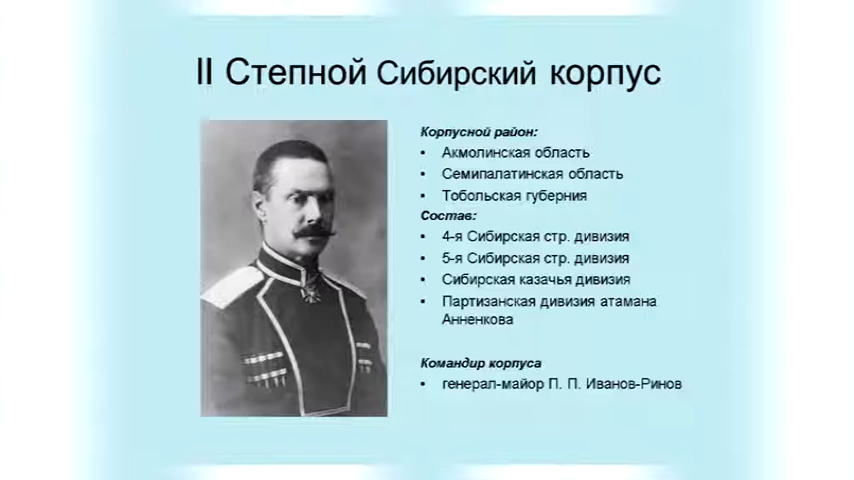 II Степной Сибирский корпус
Корпусной район:
• Акмолинская область
• Семипалатинская область
• Тобольская губерния
Состав:
• 4-я Сибирская стр. дивизия
• 5-я Сибирская стр. дивизия
• Сибирская казачья дивизия
• Партизанская дивизия атамана
Анненкова
Командир корпуса
• генерал-майор П. П. Иванов-Ринов